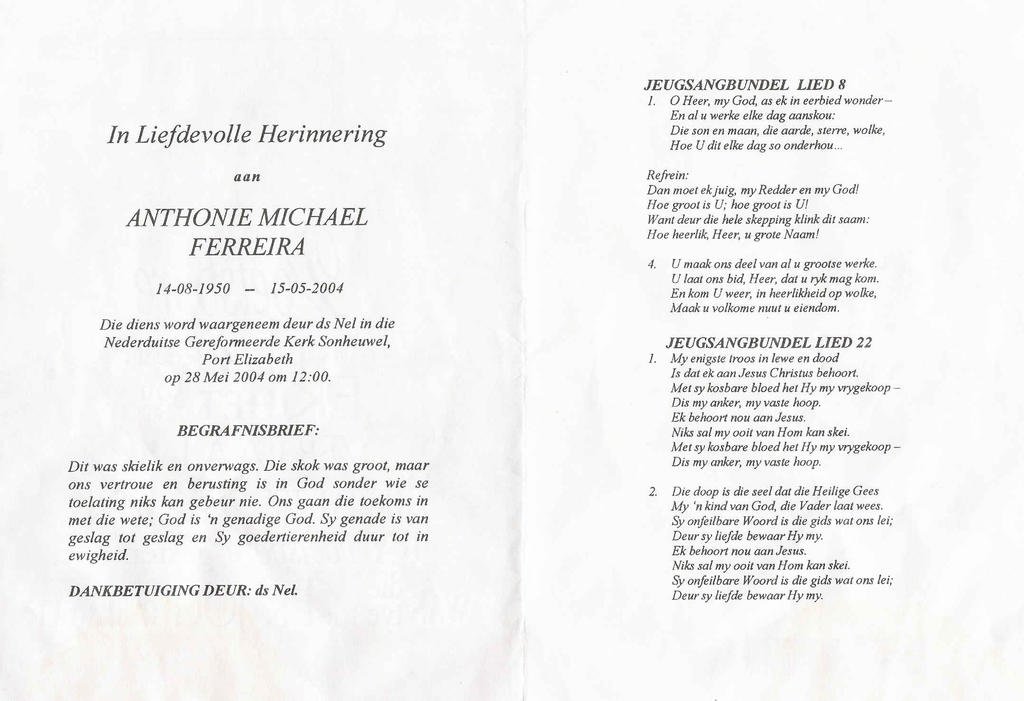 In Liefdevolle Herinnering
aan
ANTHONIE MICHAEL
FERREIRA
14-08-1950 – 15-05-2004
Die diens word waargeneem deur ds Nel in die
Nederduitse Gereformeerde Kerk Sonheuwel,
Port Elizabeth
op 28 Mei 2004 om 12:00.
BEGRAFNISBRIEF:
Dit was skielik en onverwags. Die skok was groot, maar
ons vertroue en berusting is in God sonder wie se
toelating niks kan gebeur nie. Ons gaan die toekoms in
met die wete; God is 'n genadige God. Sy genade is van
geslag tot geslag en Sy goedertierenheid duur tot in
ewigheid.
DANKBETUIGING DEUR: ds Nel.
JEUGSANGBUNDEL LIED 8
1. O Heer, my God, as ek in eerbied wonder –
En al u werke elke dag aanskou:
Die son en maan, die aarde, sterre, wolke,
Hoe U dit elke dag so onderhou...
Refrein:
Dan moet ek juig, my Redder en my God!
Hoe groot is U; hoe groot is U!
Want deur die hele skepping klink dit saam:
Hoe heerlik, Heer, u grote Naam!
4. U maak ons deel van al u grootse werke.
U laat ons bid, Heer, dat u ryk mag kom.
En kom U weer, in heerlikheid op wolke,
Maak u volkome nuut u eiendom.
JEUGSANGBUNDEL LIED 22
1. My enigste troos in lewe en dood
Is dat ek aan Jesus Christus behoort.
Met sy kosbare bloed het Hy my vrygekoop –
Dis my anker, my vaste hoop.
Ek behoort nou aan Jesus.
Niks sal my ooit van Hom kan skei.
Met sy kosbare bloed het Hy my vrygekoop –
Dis my anker, my vaste hoop.
2. Die doop is die seel dat die Heilige Gees
My 'n kind van God, die Vader laat wees.
Sy onfeilbare Woord is die gids wat ons lei;
Deur sy liefde bewaar Hy my.
Ek behoort nou aan Jesus.
Niks sal my ooit van Hom kan skei.
Sy onfeilbare Woord is die gids wat ons lei;
Deur sy liefde bewaar Hy my.